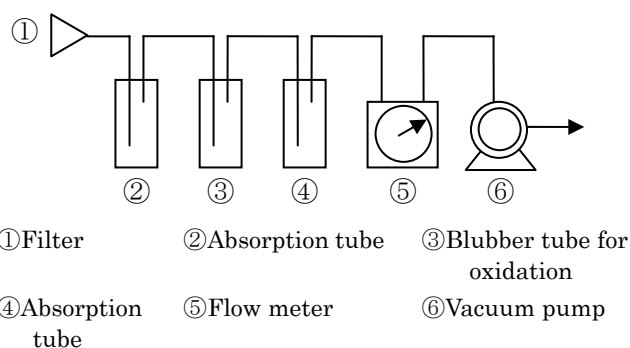 ①
② ③ ④ ⑤ ⑥
①Filter ②Absorption tube ③Blubber tube for
oxidation
④Absorption ⑤Flow meter ⑥Vacuum pump
tube